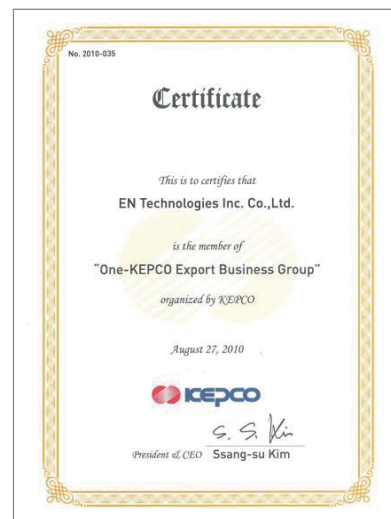 No. 2010-035
Certificate
This is to certifies that
EN Technologies Inc. Co.,Ltd.
is the member of
"One-KEPCO Export Business Group"
organized by KEPCO
August 27, 2010
KEPCO
S. S. Kim
President & CEO Ssang-su Kim